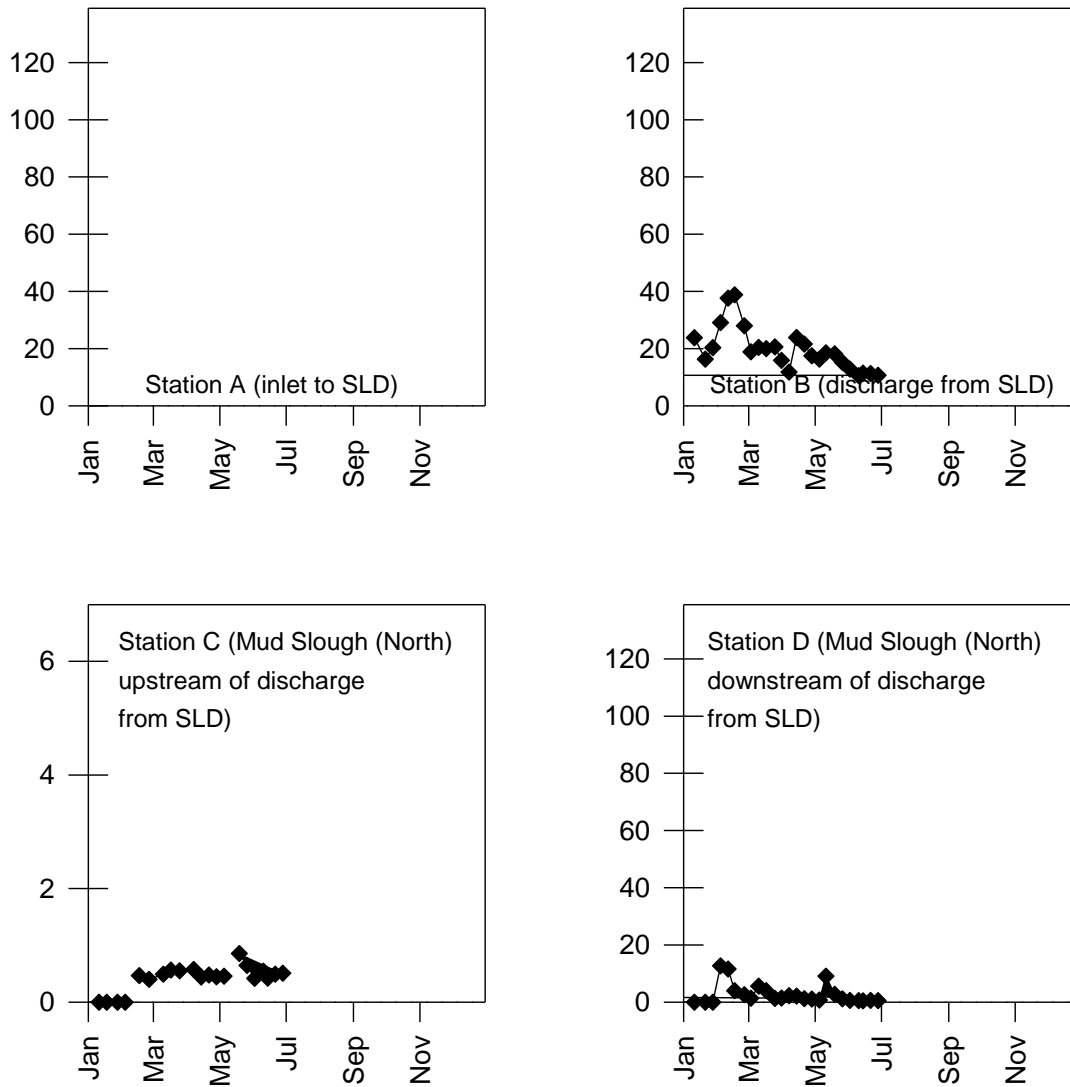 120
100
80
60
40
20
0
Station A (inlet to SLD)
Jan Mar May Jul Sep Nov
120
100
80
60
40
20
0
Station B (discharge from SLD)
Jan Mar May Jul Sep Nov
6
4
2
0
Station C (Mud Slough (North)
upstream of discharge
from SLD)
Jan Mar May Jul Sep Nov
120
100
80
60
40
20
0
Station D (Mud Slough (North)
downstream of discharge
from SLD)
Jan Mar May Jul Sep Nov